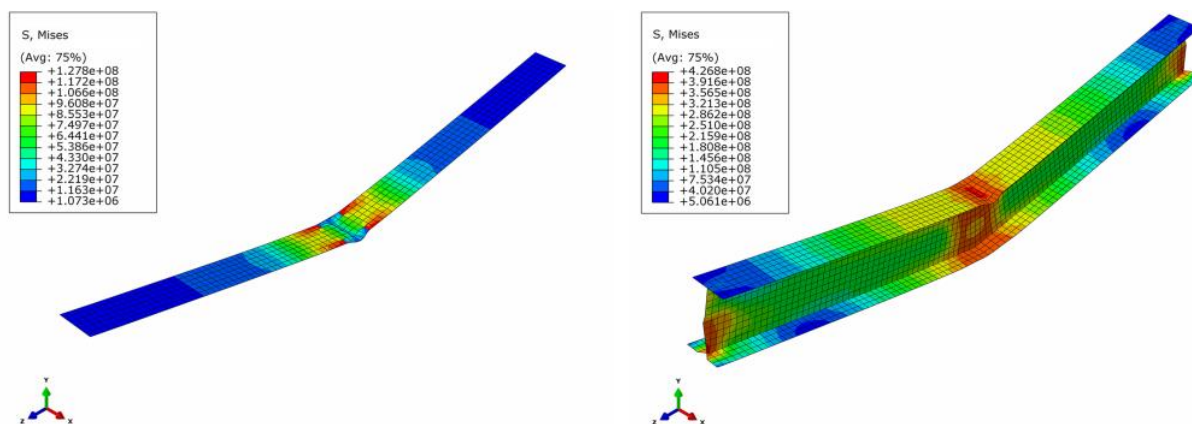 S, Mises
(Avg: 75%)
+1.278e+08
+1.172e+08
+1.066e+08
+9.608e+07
+8.553e+07
+7.497e+07
+6.441e+07
+5.386e+07
+4.330e+07
+3.274e+07
+2.219e+07
+1.163e+07
+1.073e+06
Y
Z
X
S, Mises
(Avg: 75%)
+4.268e+08
+3.916e+08
+3.565e+08
+3.213e+08
+2.862e+08
+2.510e+08
+2.159e+08
+1.808e+08
+1.456e+08
+1.105e+08
+7.534e+07
+4.020e+07
+5.061e+06
Y
Z
X